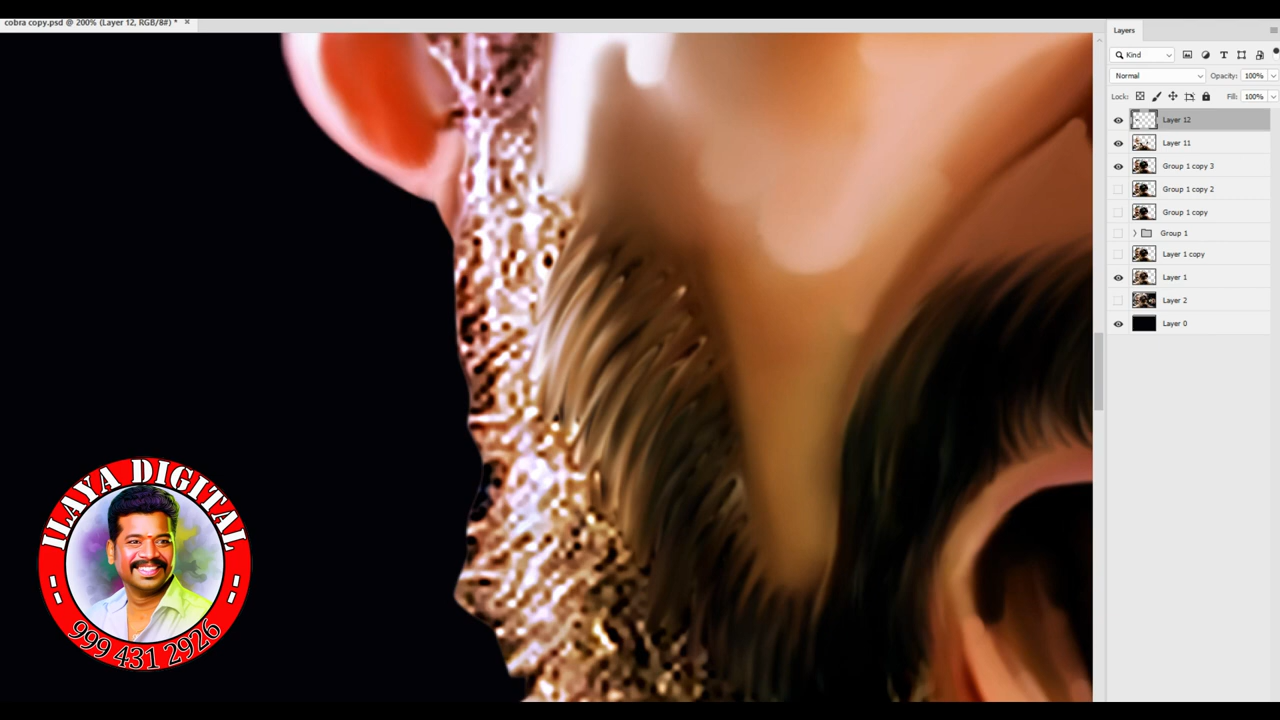 cobra copy.psd @ 200% (Layer 12, RGB/8#) *
Layers
Kind
Normal Opacity: 100%
Lock: Fill: 100%
Layer 12
Layer 11
Group 1 copy 3
Group 1 copy 2
Group 1 copy
Group 1
Layer 1 copy
Layer 1
Layer 2
Layer 0
ILAYA DIGITAL
999 431 2926